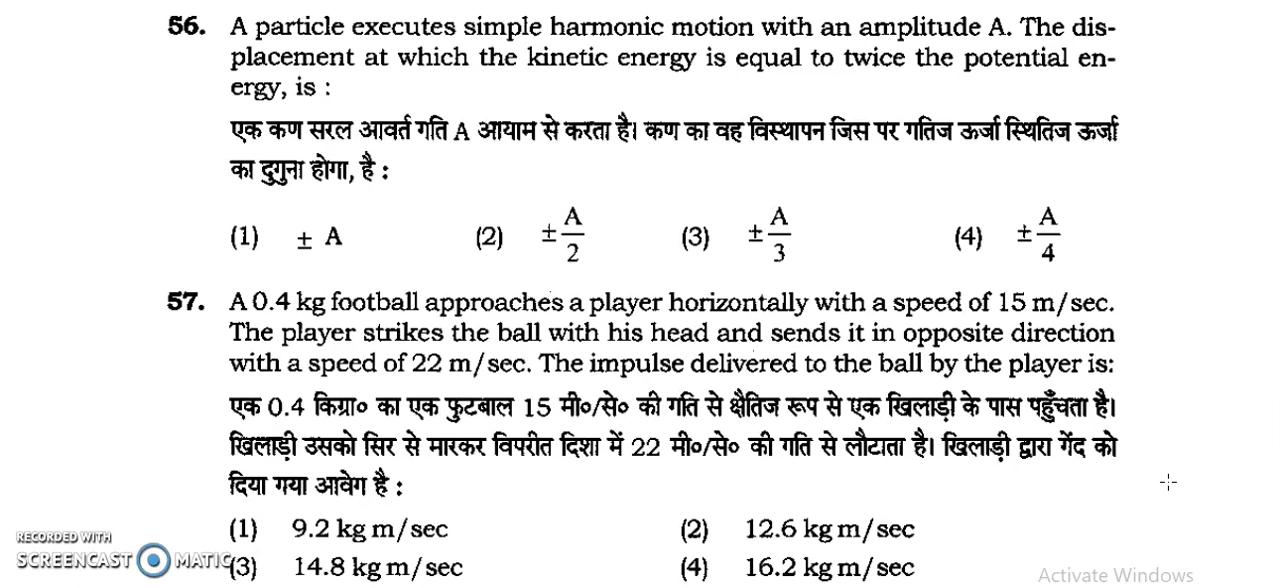 56. A particle executes simple harmonic motion with an amplitude A. The dis-
placement at which the kinetic energy is equal to twice the potential en-
ergy, is :
एक कण सरल आवर्त गति A आयाम से करता है। कण का वह विस्थापन जिस पर गतिज ऊर्जा स्थितिज ऊर्जा
का दुगुना होगा, है :
(1) ± A (2) ± A/2 (3) ± A/3 (4) ± A/4
57. A 0.4 kg football approaches a player horizontally with a speed of 15 m/sec.
The player strikes the ball with his head and sends it in opposite direction
with a speed of 22 m/sec. The impulse delivered to the ball by the player is:
एक 0.4 किग्रा० का एक फुटबाल 15 मी०/से० की गति से क्षैतिज रूप से एक खिलाड़ी के पास पहुँचता है।
खिलाड़ी उसको सिर से मारकर विपरीत दिशा में 22 मी०/से० की गति से लौटाता है। खिलाड़ी द्वारा गेंद को
दिया गया आवेग है :
(1) 9.2 kg m/sec (2) 12.6 kg m/sec
(3) 14.8 kg m/sec (4) 16.2 kg m/sec
RECORDED WITH
SCREENCAST MATIC
Activate Windows